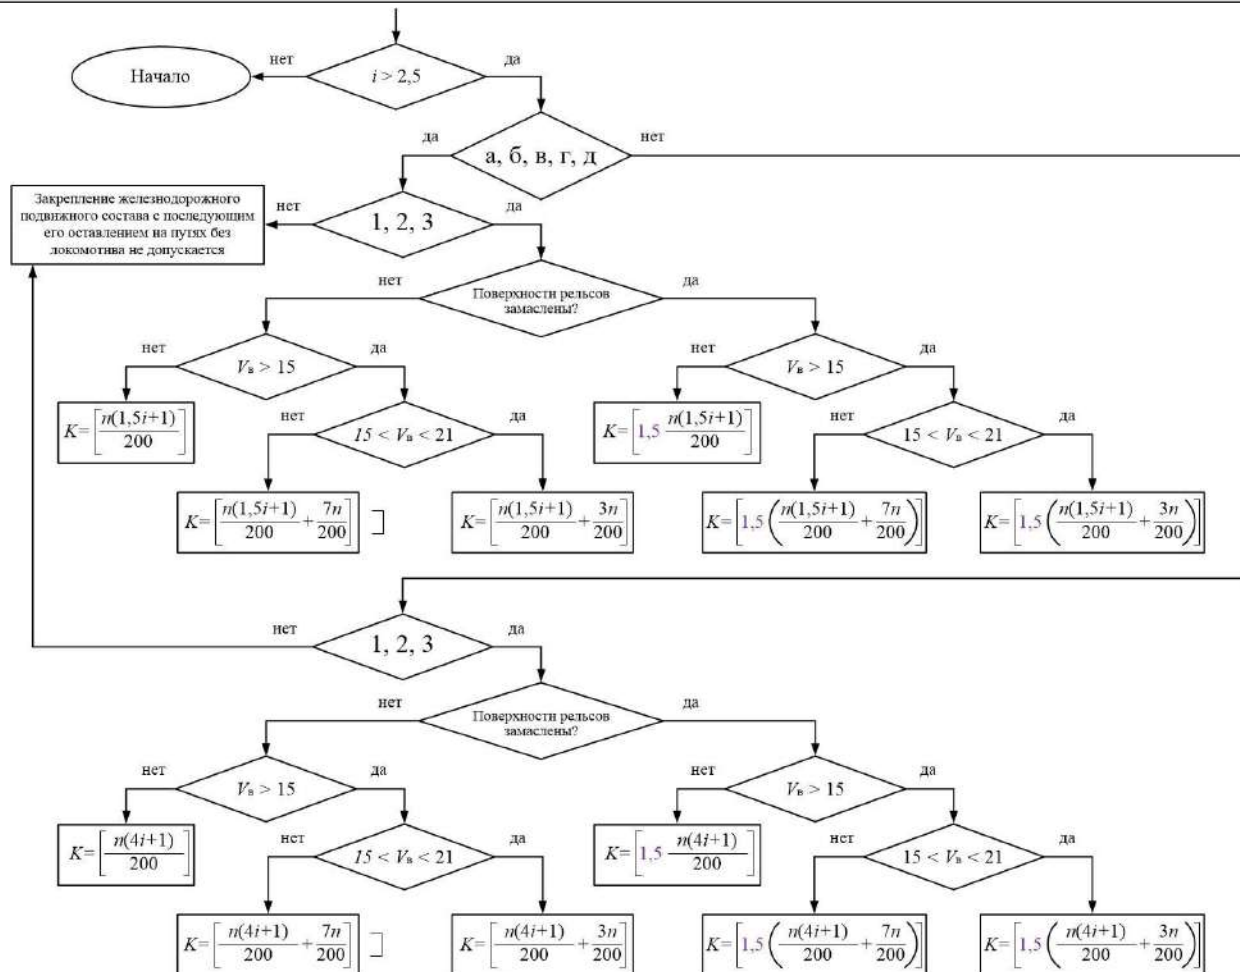 нет
да
Начало
i > 2,5
да
нет
а, б, в, г, д
Закрепление железнодорожного
подвижного состава с последующим
его оставлением на путях без
локомотива не допускается
нет
да
1, 2, 3
нет
да
Поверхности рельсов
замаслены?
нет
да
нет
да
Vв > 15
Vв > 15
K=[n(1,5i+1)/200]
нет
да
15 < Vв < 21
K=[1,5 n(1,5i+1)/200]
нет
да
15 < Vв < 21
K=[n(1,5i+1)/200 + 7n/200] ]
K=[n(1,5i+1)/200 + 3n/200]
K=[1,5(n(1,5i+1)/200 + 7n/200)]
K=[1,5(n(1,5i+1)/200 + 3n/200)]
нет
да
1, 2, 3
нет
да
Поверхности рельсов
замаслены?
нет
да
нет
да
Vв > 15
Vв > 15
K=[n(4i+1)/200]
нет
да
15 < Vв < 21
K=[1,5 n(4i+1)/200]
нет
да
15 < Vв < 21
K=[n(4i+1)/200 + 7n/200] ]
K=[n(4i+1)/200 + 3n/200]
K=[1,5(n(4i+1)/200 + 7n/200)]
K=[1,5(n(4i+1)/200 + 3n/200)]